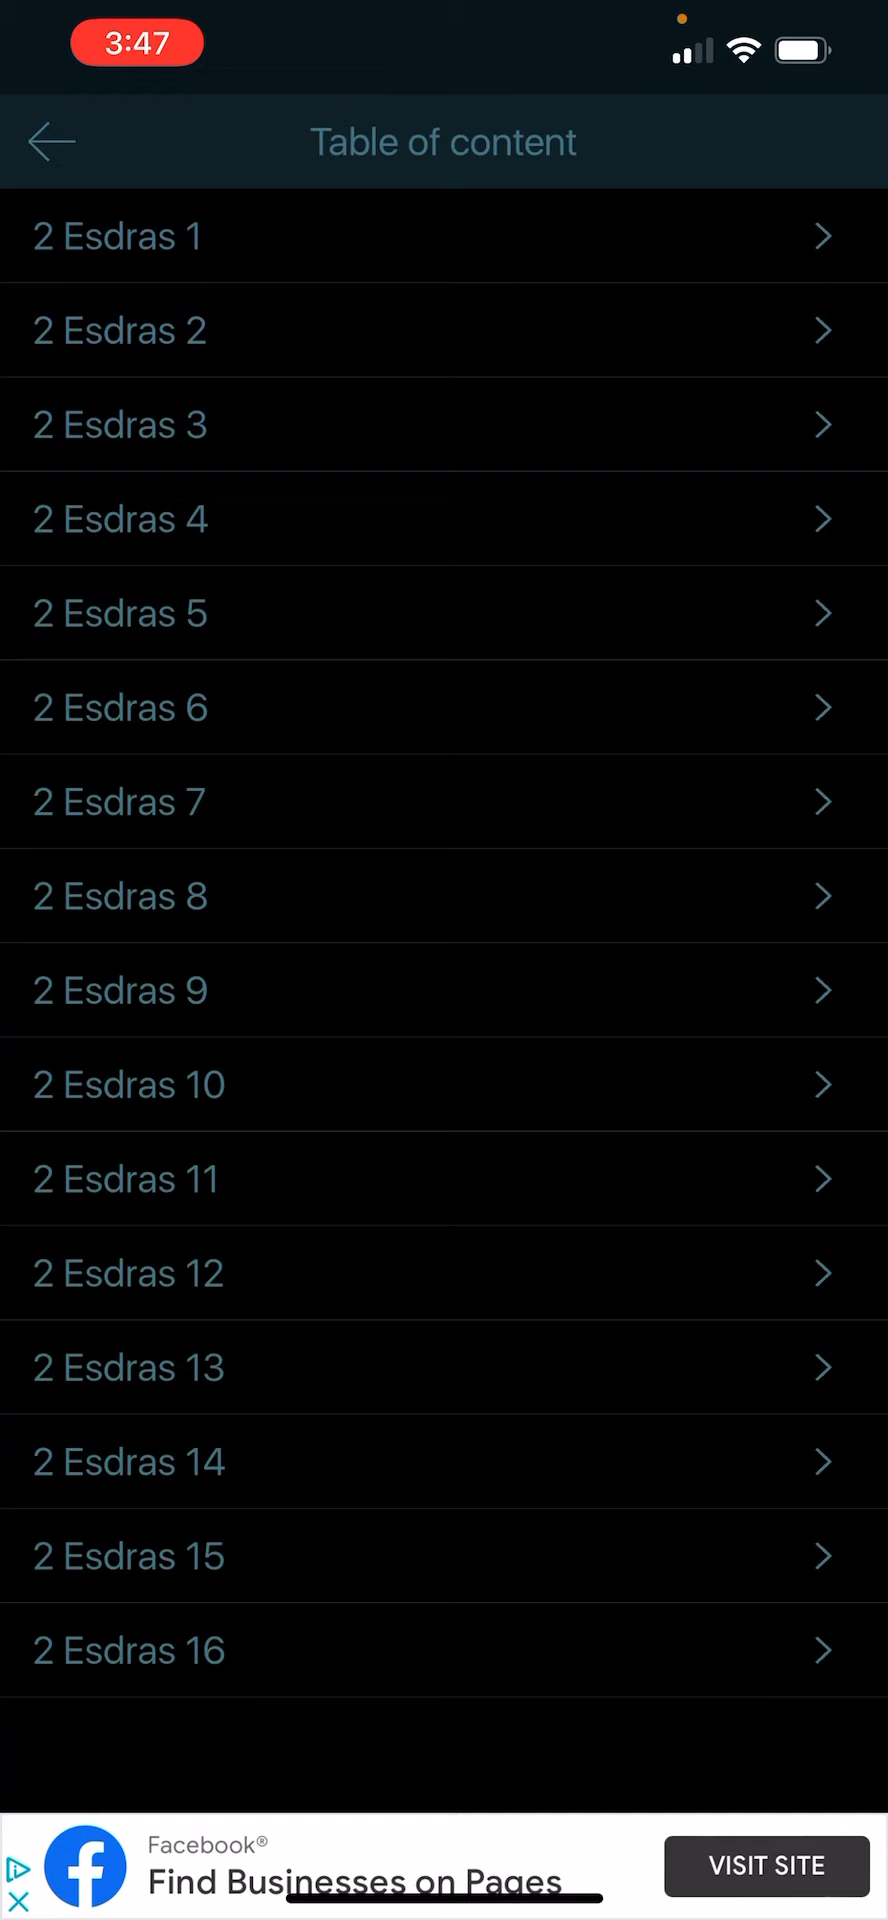 3:47
Table of content
2 Esdras 1
2 Esdras 2
2 Esdras 3
2 Esdras 4
2 Esdras 5
2 Esdras 6
2 Esdras 7
2 Esdras 8
2 Esdras 9
2 Esdras 10
2 Esdras 11
2 Esdras 12
2 Esdras 13
2 Esdras 14
2 Esdras 15
2 Esdras 16
Facebook®
Find Businesses on Pages
VISIT SITE